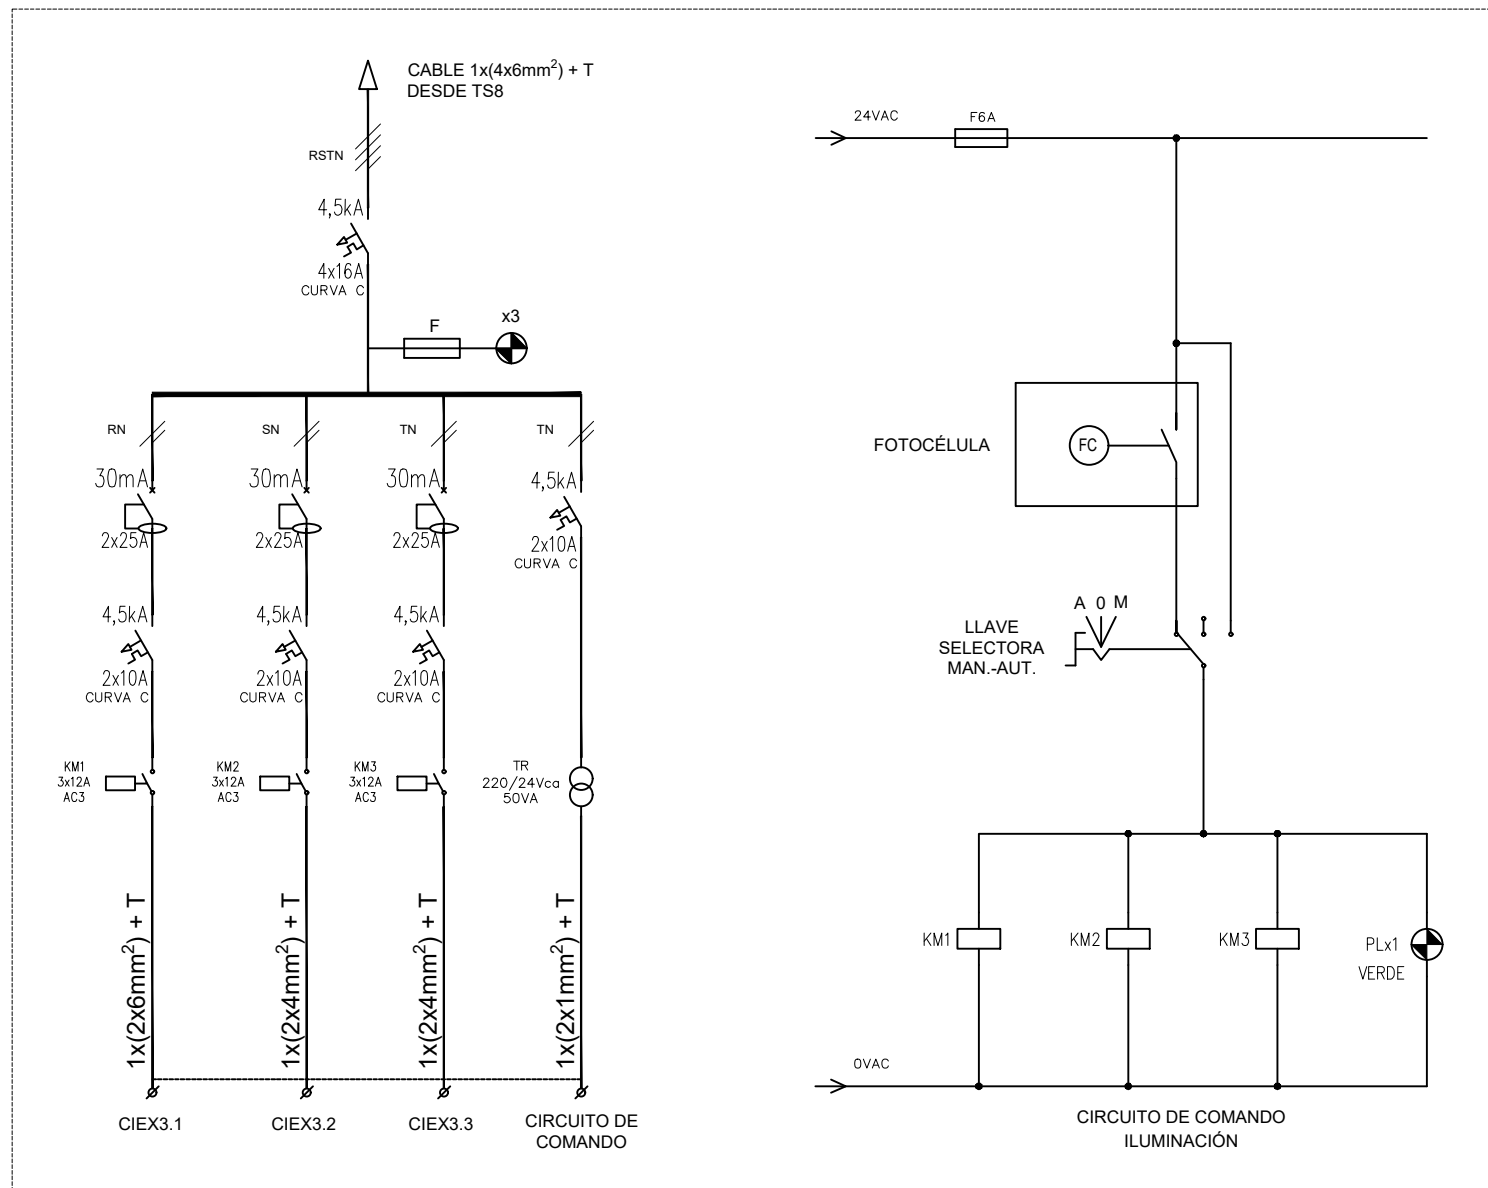 CABLE 1x(4x6mm²) + T
DESDE TS8
RSTN
4,5kA
4x16A
CURVA C
F
x3
RN
SN
TN
TN
30mA
30mA
30mA
4,5kA
2x25A
2x25A
2x25A
2x10A
CURVA C
4,5kA
4,5kA
4,5kA
2x10A
2x10A
2x10A
CURVA C
CURVA C
CURVA C
KM1
3x12A
AC3
KM2
3x12A
AC3
KM3
3x12A
AC3
TR
220/24Vca
50VA
1x(2x6mm²) + T
1x(2x4mm²) + T
1x(2x4mm²) + T
1x(2x1mm²) + T
CIEX3.1
CIEX3.2
CIEX3.3
CIRCUITO DE
COMANDO
24VAC
F6A
FOTOCÉLULA
FC
A 0 M
LLAVE
SELECTORA
MAN.-AUT.
KM1
KM2
KM3
PLx1
VERDE
0VAC
CIRCUITO DE COMANDO
ILUMINACIÓN